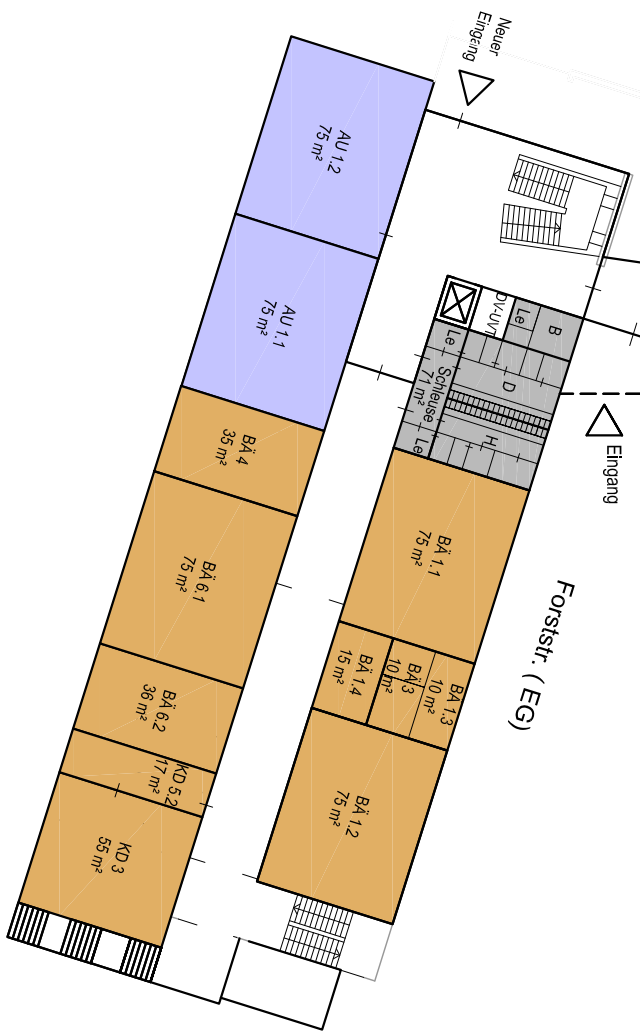 Neuer
Eingang
AU 1.2
75 m²
AU 1.1
75 m²
DV-UVT
Le
B
Le
D
Schleuse
71 m²
H
Le
Eingang
Forststr. ( EG)
BÄ 4
35 m²
BÄ 1.1
75 m²
BÄ 6.1
75 m²
BÄ 1.4
15 m²
BÄ 3
10 m²
BÄ 1.3
10 m²
BÄ 6.2
36 m²
KD 5.2
17 m²
BÄ 1.2
75 m²
KD 3
55 m²